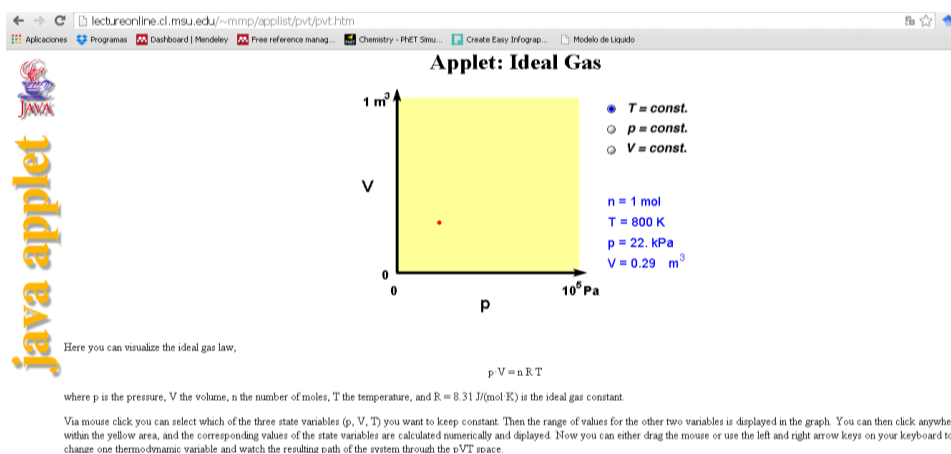 lectureonline.cl.msu.edu/~mmp/applist/pvt/pvt.htm
Aplicaciones Programas Dashboard | Mendeley Free reference manag... Chemistry - PhET Simu... Create Easy Infograp... Modelo de Liquido
Applet: Ideal Gas
JAVA
java applet
1 m³
V
0
0
10⁵ Pa
p
T = const.
p = const.
V = const.
n = 1 mol
T = 800 K
p = 22. kPa
V = 0.29 m³
Here you can visualize the ideal gas law,
p V = n R T
where p is the pressure, V the volume, n the number of moles, T the temperature, and R = 8.31 J/(mol K) is the ideal gas constant.
Via mouse click you can select which of the three state variables (p, V, T) you want to keep constant. Then the range of values for the other two variables is displayed in the graph. You can then click anywhe
within the yellow area, and the corresponding values of the state variables are calculated numerically and diplayed. Now you can either drag the mouse or use the left and right arrow keys on your keyboard to
change one thermodynamic variable and watch the resulting path of the system through the pVT space.